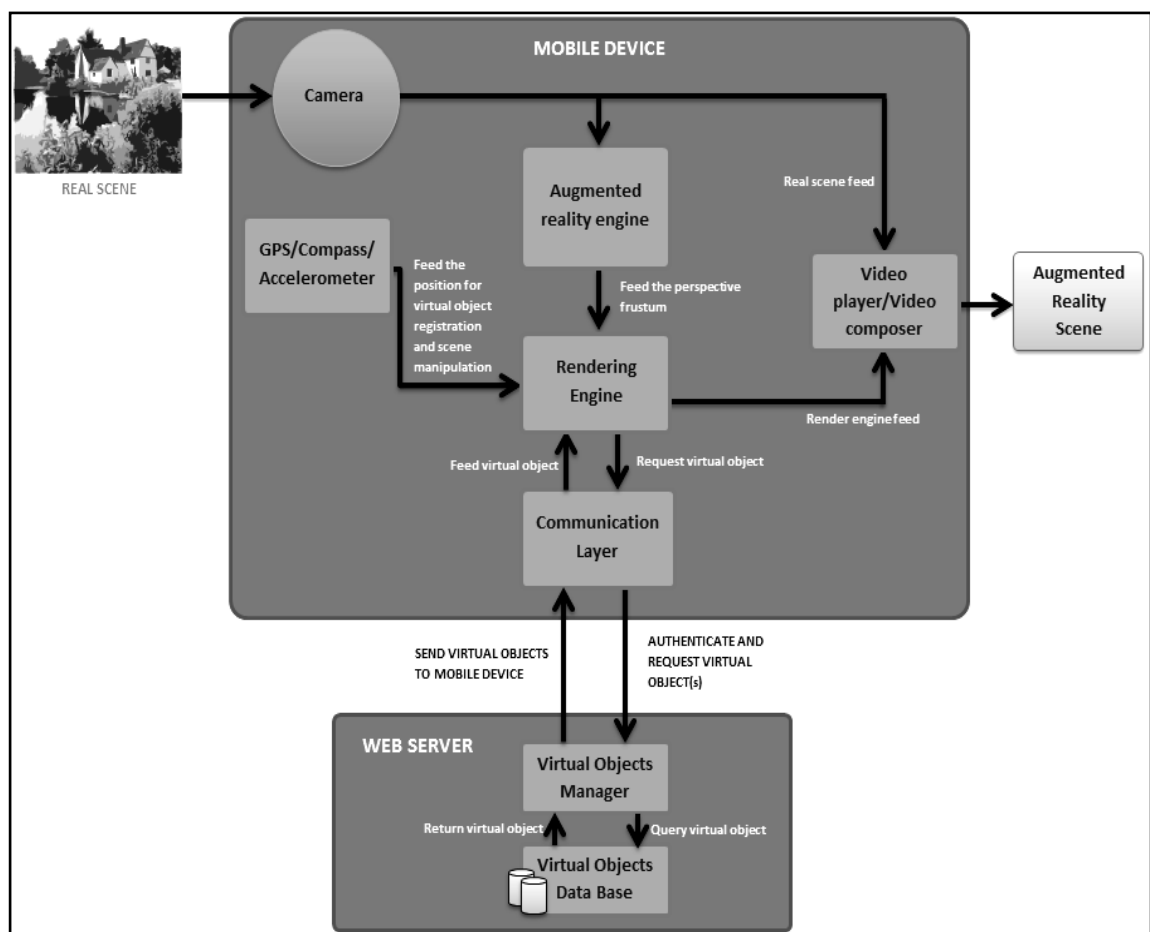 MOBILE DEVICE
Camera
REAL SCENE
Augmented
reality engine
Real scene feed
GPS/Compass/
Accelerometer
Feed the
position for
virtual object
registration
and scene
manipulation
Feed the perspective
frustum
Video
player/Video
composer
Augmented
Reality
Scene
Rendering
Engine
Render engine feed
Feed virtual object
Request virtual object
Communication
Layer
SEND VIRTUAL OBJECTS
TO MOBILE DEVICE
AUTHENTICATE AND
REQUEST VIRTUAL
OBJECT(s)
WEB SERVER
Virtual Objects
Manager
Return virtual object
Query virtual object
Virtual Objects
Data Base